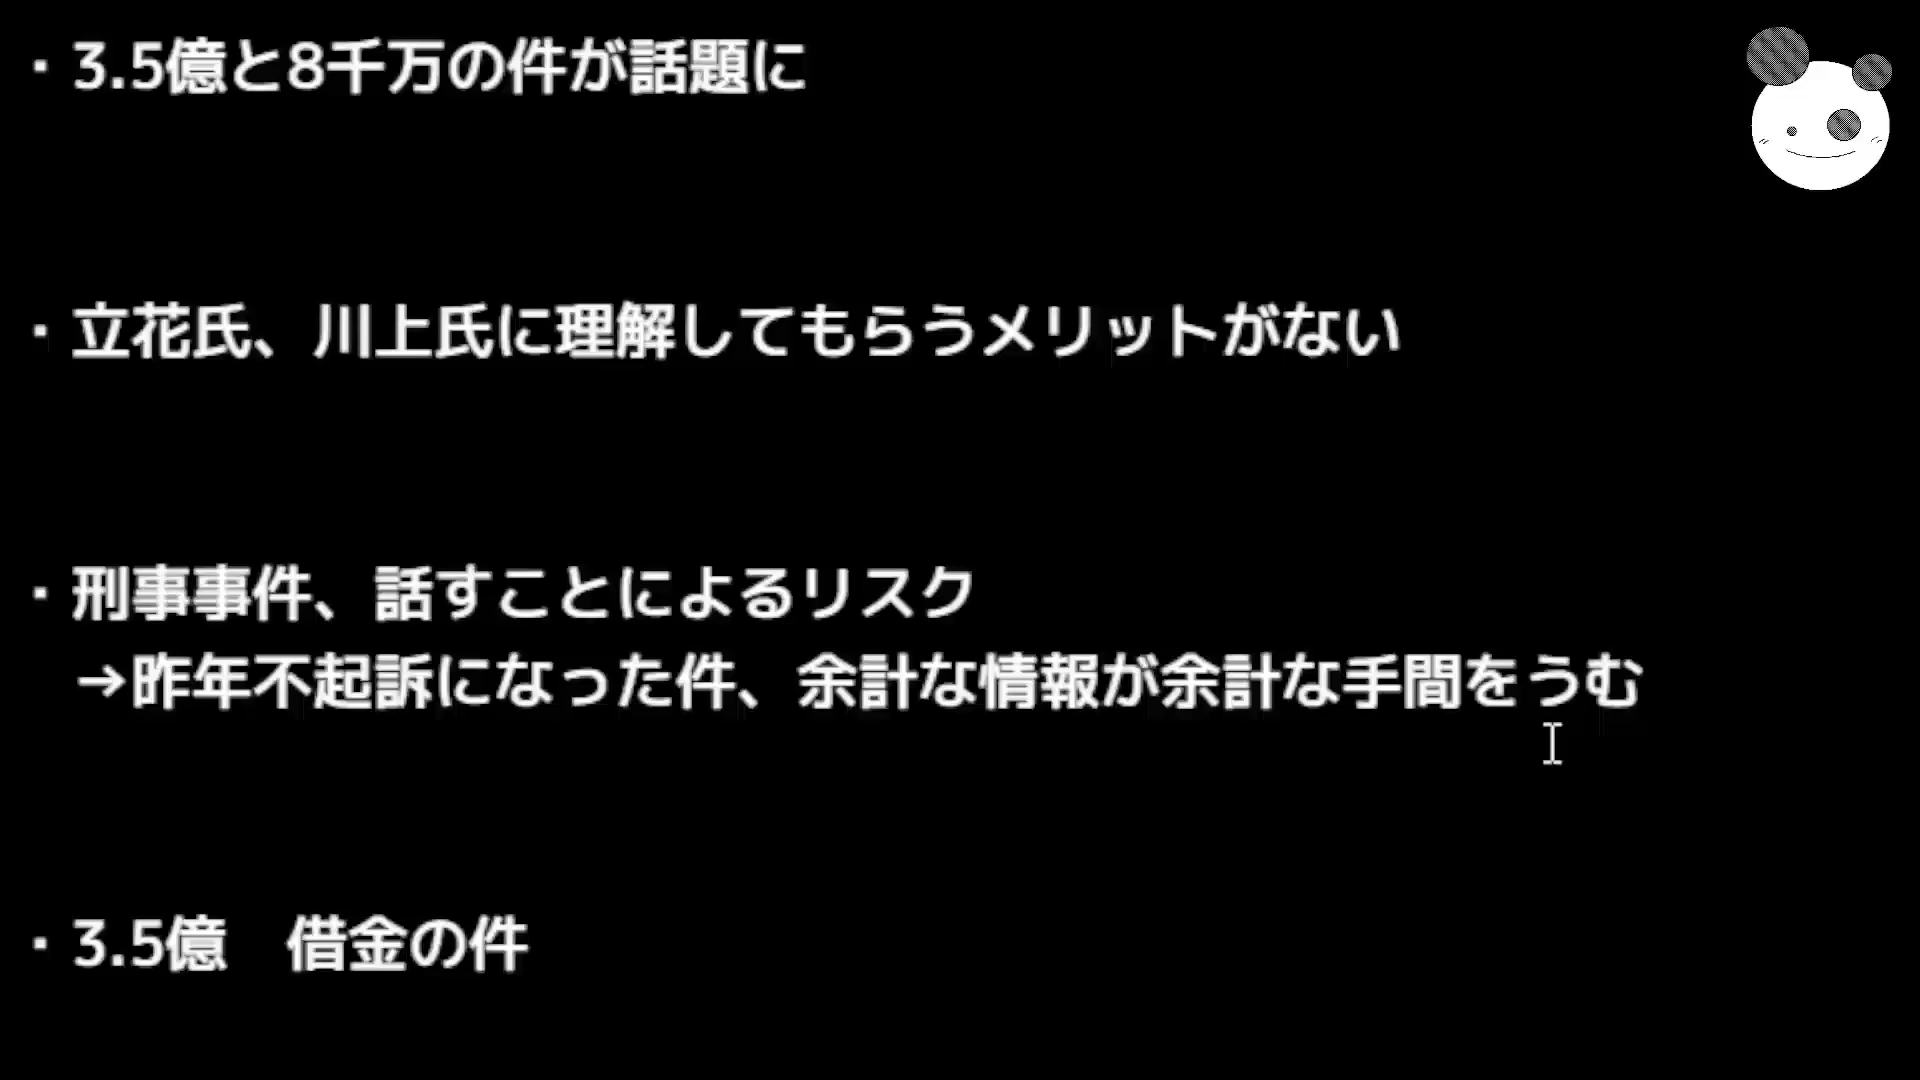 ・3.5億と8千万の件が話題に
・立花氏、川上氏に理解してもらうメリットがない
・刑事事件、話すことによるリスク
→昨年不起訴になった件、余計な情報が余計な手間をうむ
・3.5億　借金の件